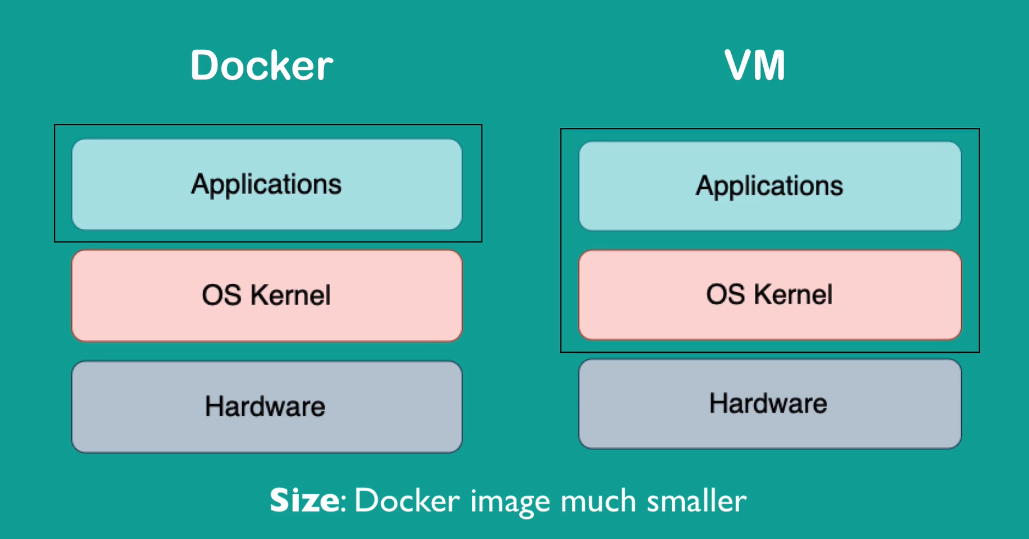 Docker
VM
Applications
Applications
OS Kernel
OS Kernel
Hardware
Hardware
Size: Docker image much smaller